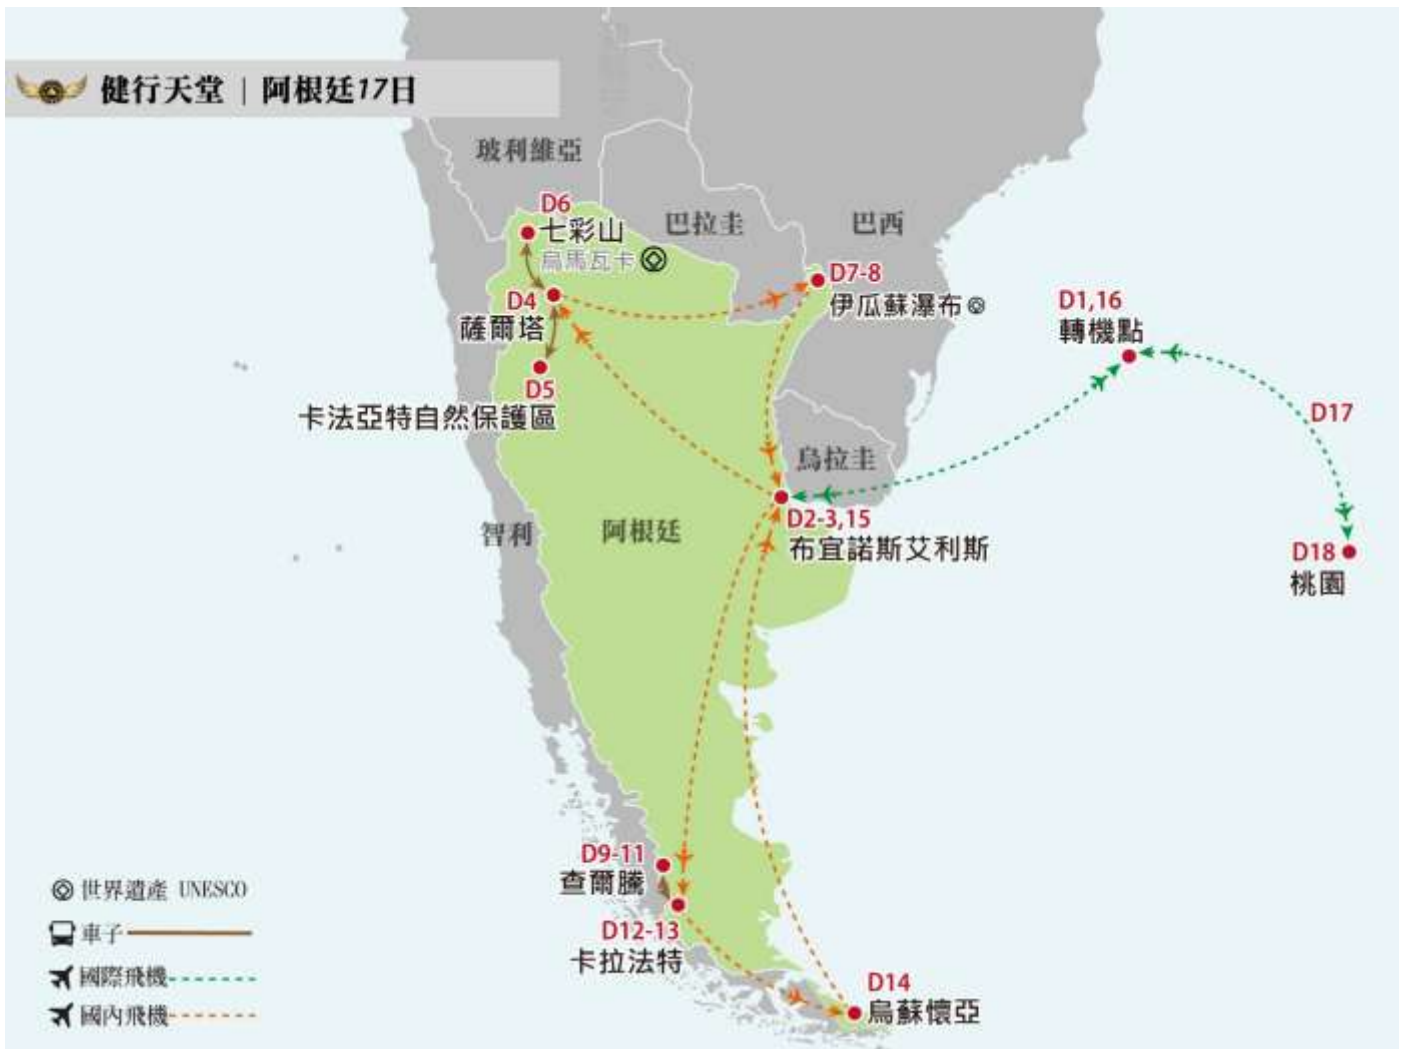 健行天堂 | 阿根廷17日
玻利維亞
D6
七彩山
烏馬瓦卡
巴拉圭
巴西
D7-8
伊瓜蘇瀑布
D4
薩爾塔
D1,16
轉機點
D5
卡法亞特自然保護區
D17
烏拉圭
D2-3,15
布宜諾斯艾利斯
智利
阿根廷
D18
桃園
D9-11
查爾騰
D12-13
卡拉法特
D14
烏蘇懷亞
世界遺產 UNESCO
車子
國際飛機
國內飛機